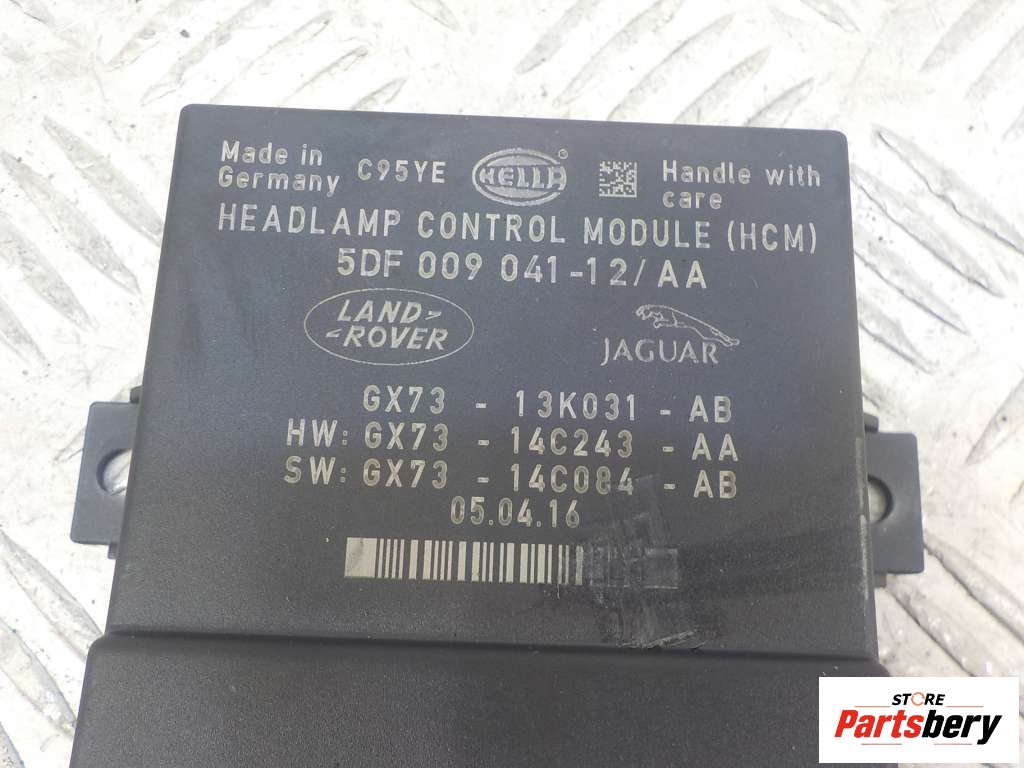 Made in Germany C95YE HELLA ® Handle with care
HEADLAMP CONTROL MODULE (HCM)
5DF 009 041-12/AA
LAND-ROVER JAGUAR
GX73 - 13K031 - AB
HW: GX73 - 14C243 - AA
SW: GX73 - 14C084 - AB
05.04.16
STORE
Partsbery